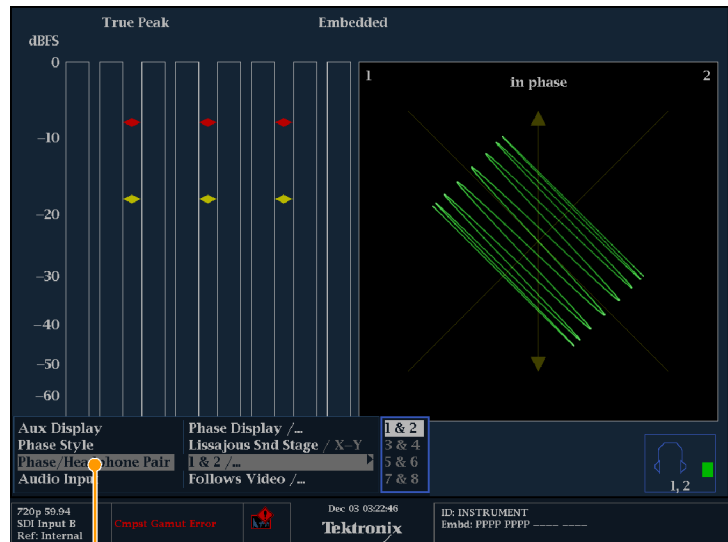 True Peak
Embedded
dBFS
0
−10
−20
−30
−40
−50
−60
1
in phase
2
Aux Display
Phase Display /...
1 & 2
Phase Style
Lissajous Snd Stage / X−Y
3 & 4
Phase/Headphone Pair
1 & 2 /...
5 & 6
Audio Input
Follows Video /...
7 & 8
1, 2
720p 59.94
SDI Input B
Ref: Internal
Cmpst Gamut Error
Dec 03 03:22:46
Tektronix
ID: INSTRUMENT
Embd: PPPP PPPP ---- ----